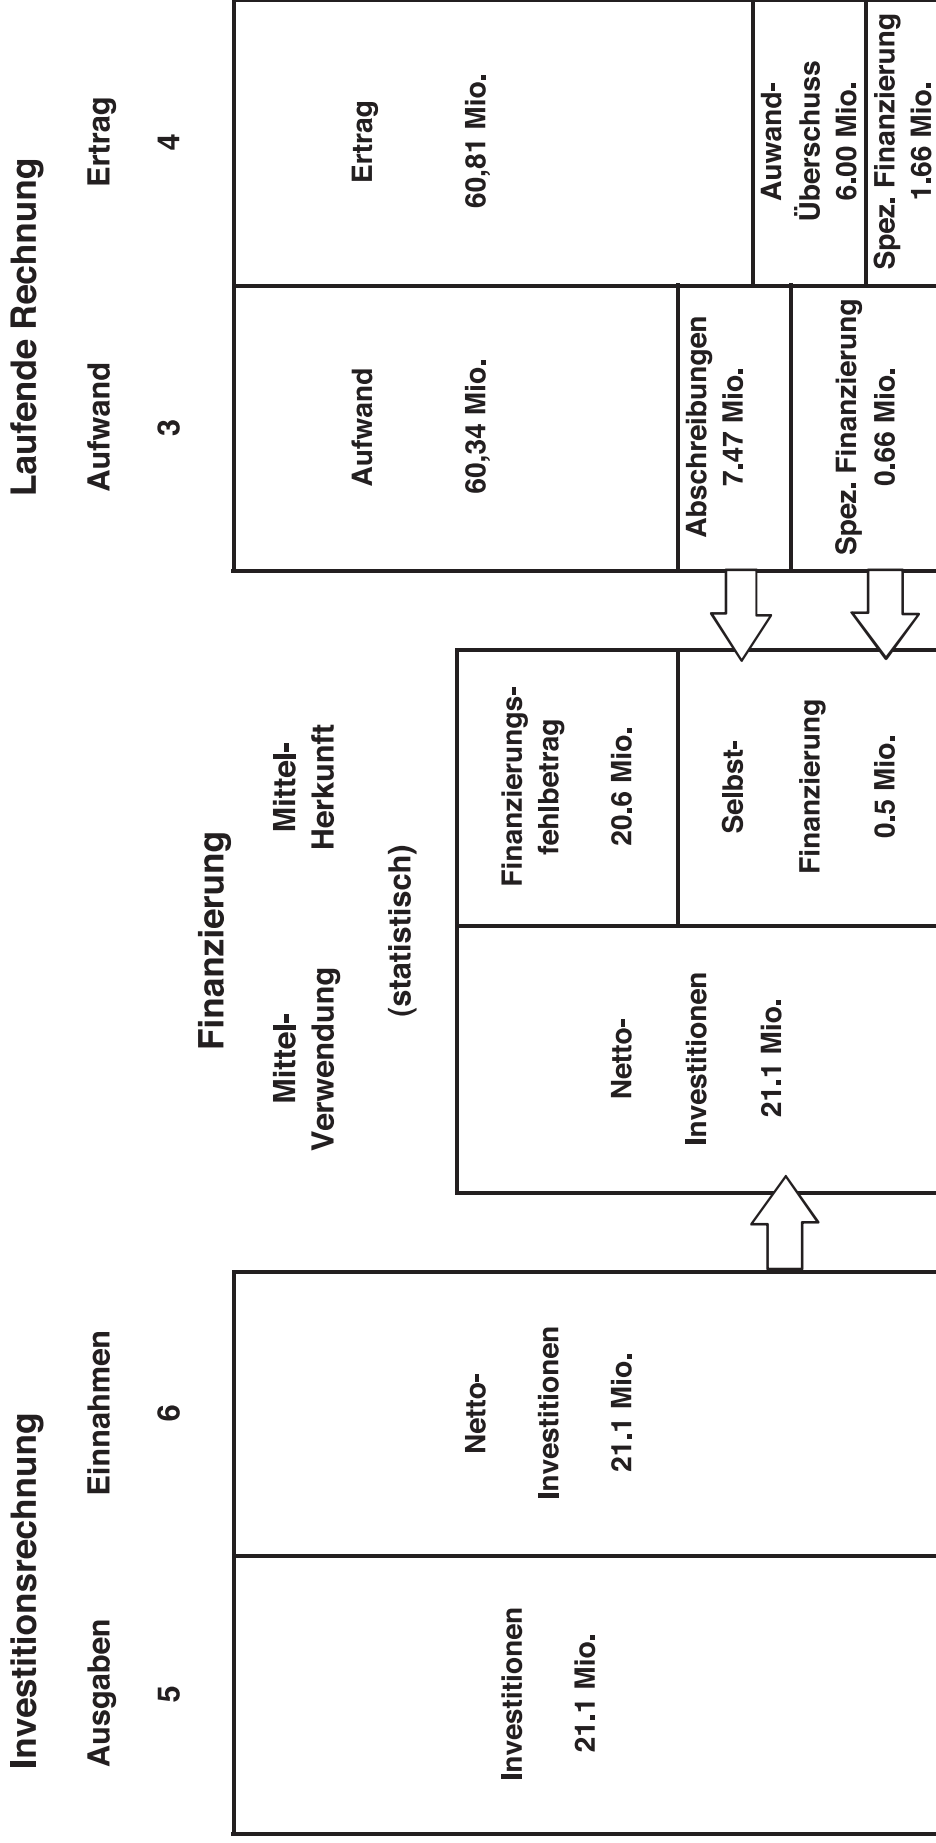 Investitionsrechnung
Ausgaben
5
Einnahmen
6
Investitionen
21.1 Mio.
Netto-
Investitionen
21.1 Mio.
Finanzierung
Mittel-
Verwendung
Mittel-
Herkunft
(statistisch)
Netto-
Investitionen
21.1 Mio.
Finanzierungs-
fehlbetrag
20.6 Mio.
Selbst-
Finanzierung
0.5 Mio.
Laufende Rechnung
Aufwand
3
Ertrag
4
Aufwand
60,34 Mio.
Abschreibungen
7.47 Mio.
Spez. Finanzierung
0.66 Mio.
Ertrag
60,81 Mio.
Auwand-
Überschuss
6.00 Mio.
Spez. Finanzierung
1.66 Mio.